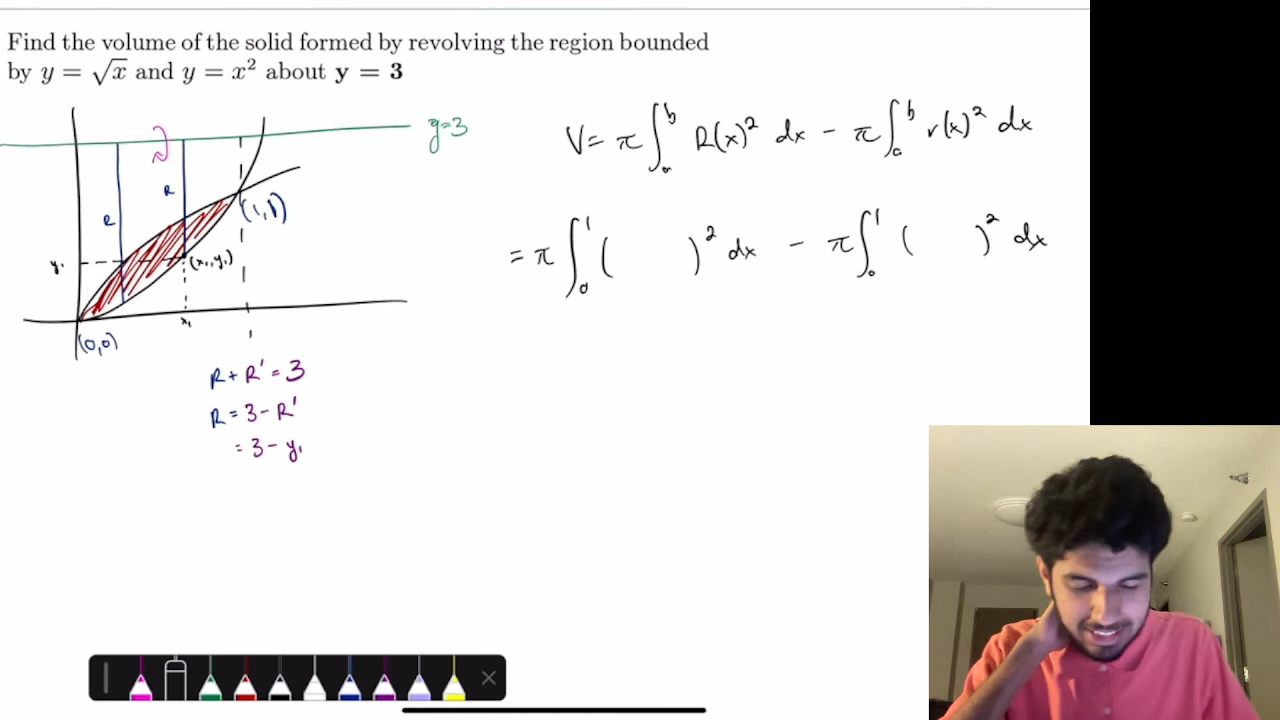 Find the volume of the solid formed by revolving the region bounded
by y = √x and y = x² about y = 3
y=3
V= π ∫ₐᵇ R(x)² dx − π ∫ₐᵇ r(x)² dx
R
R
(1,1)
= π ∫₀¹ (    )² dx − π ∫₀¹ (    )² dx
y₁
(x₁,y₁)
x₁
1
(0,0)
R + R' = 3
R = 3 − R'
= 3 − y₁